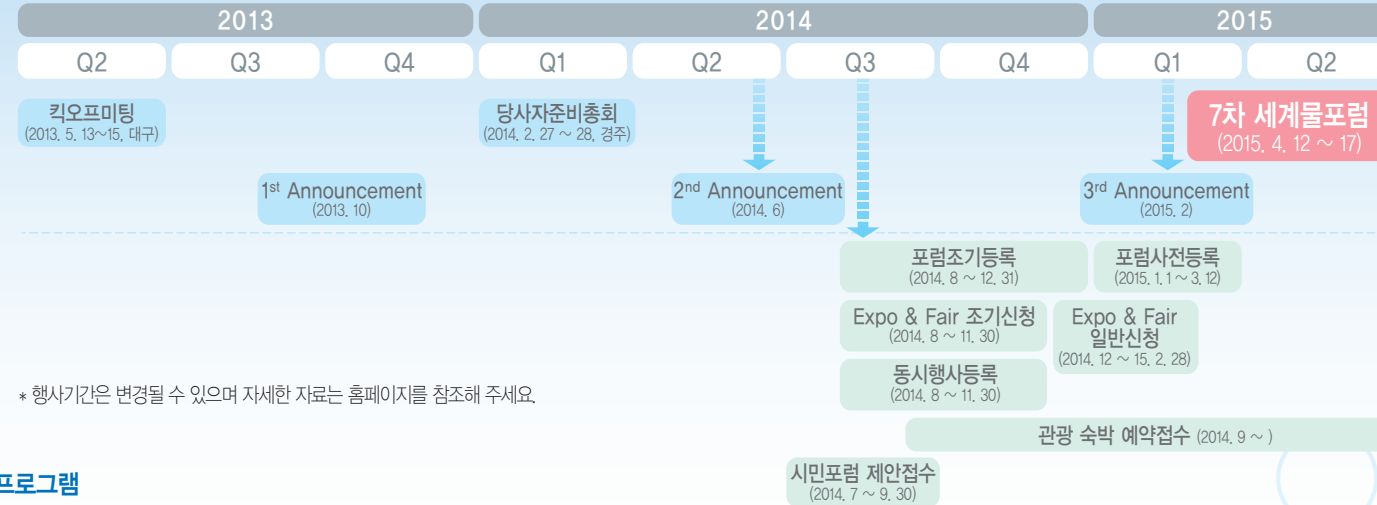 2013 2014 2015
Q2 Q3 Q4 Q1 Q2 Q3 Q4 Q1 Q2
킥오프미팅
(2013. 5. 13~15, 대구)
당사자준비총회
(2014. 2. 27 ~ 28, 경주)
7차 세계물포럼
(2015. 4. 12 ~ 17)
1st Announcement
(2013. 10)
2nd Announcement
(2014. 6)
3rd Announcement
(2015. 2)
포럼조기등록
(2014. 8 ~ 12. 31)
포럼사전등록
(2015. 1. 1 ~ 3. 12)
Expo & Fair 조기신청
(2014. 8 ~ 11. 30)
Expo & Fair
일반신청
(2014. 12 ~ 15. 2. 28)
동시행사등록
(2014. 8 ~ 11. 30)
* 행사기간은 변경될 수 있으며 자세한 자료는 홈페이지를 참조해 주세요.
관광 숙박 예약접수 (2014. 9 ~ )
시민포럼 제안접수
(2014. 7 ~ 9. 30)
프로그램